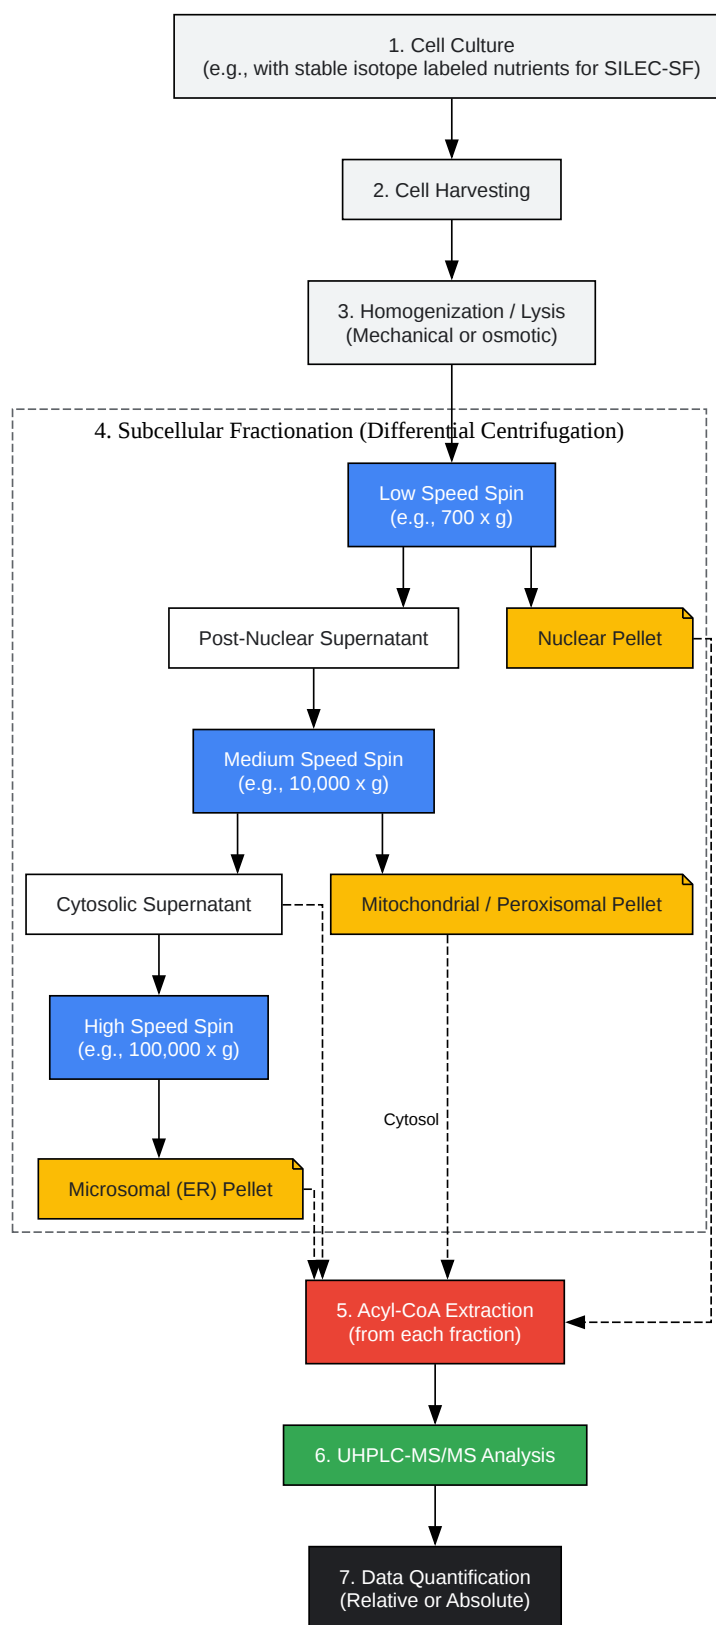 1. Cell Culture
(e.g., with stable isotope labeled nutrients for SILEC-SF)
2. Cell Harvesting
3. Homogenization / Lysis
(Mechanical or osmotic)
4. Subcellular Fractionation (Differential Centrifugation)
Low Speed Spin
(e.g., 700 x g)
Post-Nuclear Supernatant
Nuclear Pellet
Medium Speed Spin
(e.g., 10,000 x g)
Cytosolic Supernatant
Mitochondrial / Peroxisomal Pellet
High Speed Spin
(e.g., 100,000 x g)
Cytosol
Microsomal (ER) Pellet
5. Acyl-CoA Extraction
(from each fraction)
6. UHPLC-MS/MS Analysis
7. Data Quantification
(Relative or Absolute)